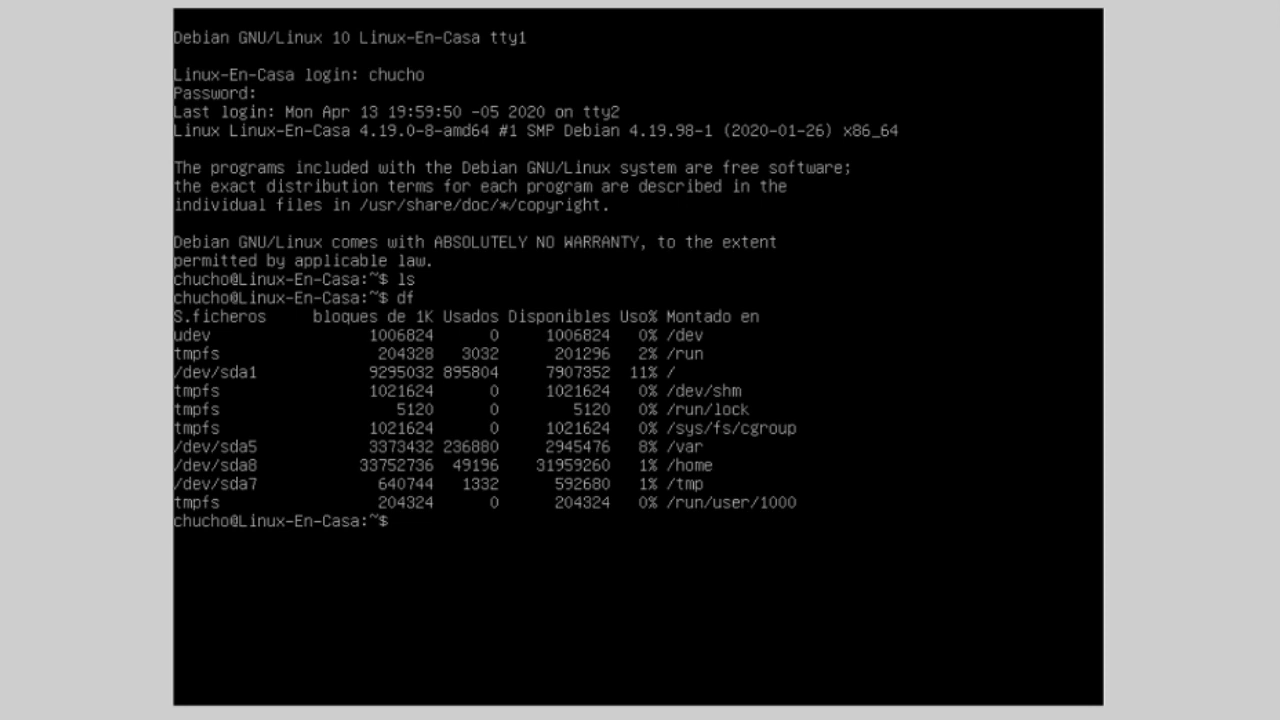 Debian GNU/Linux 10 Linux-En-Casa tty1
Linux-En-Casa login: chucho
Password:
Last login: Mon Apr 13 19:59:50 -05 2020 on tty2
Linux Linux-En-Casa 4.19.0-8-amd64 #1 SMP Debian 4.19.98-1 (2020-01-26) x86_64
The programs included with the Debian GNU/Linux system are free software;
the exact distribution terms for each program are described in the
individual files in /usr/share/doc/*/copyright.
Debian GNU/Linux comes with ABSOLUTELY NO WARRANTY, to the extent
permitted by applicable law.
chucho@Linux-En-Casa:~$ ls
chucho@Linux-En-Casa:~$ df
S.ficheros     bloques de 1K Usados Disponibles Uso% Montado en
udev                 1006824      0     1006824   0% /dev
tmpfs                 204328   3032      201296   2% /run
/dev/sda1            9295032 895804     7907352  11% /
tmpfs                1021624      0     1021624   0% /dev/shm
tmpfs                   5120      0        5120   0% /run/lock
tmpfs                1021624      0     1021624   0% /sys/fs/cgroup
/dev/sda5            3373432 236880     2945476   8% /var
/dev/sda8           33752736  49196    31959260   1% /home
/dev/sda7             640744   1332      592680   1% /tmp
tmpfs                 204324      0      204324   0% /run/user/1000
chucho@Linux-En-Casa:~$